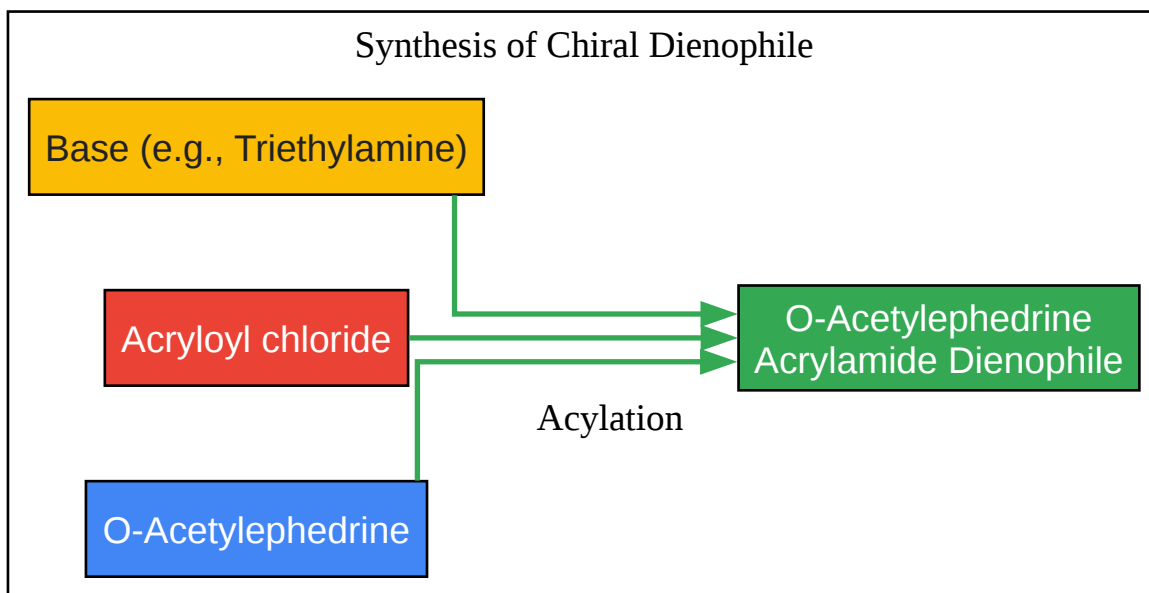 Synthesis of Chiral Dienophile
Base (e.g., Triethylamine)
Acryloyl chloride
O-Acetylephedrine
Acrylamide Dienophile
Acylation
O-Acetylephedrine